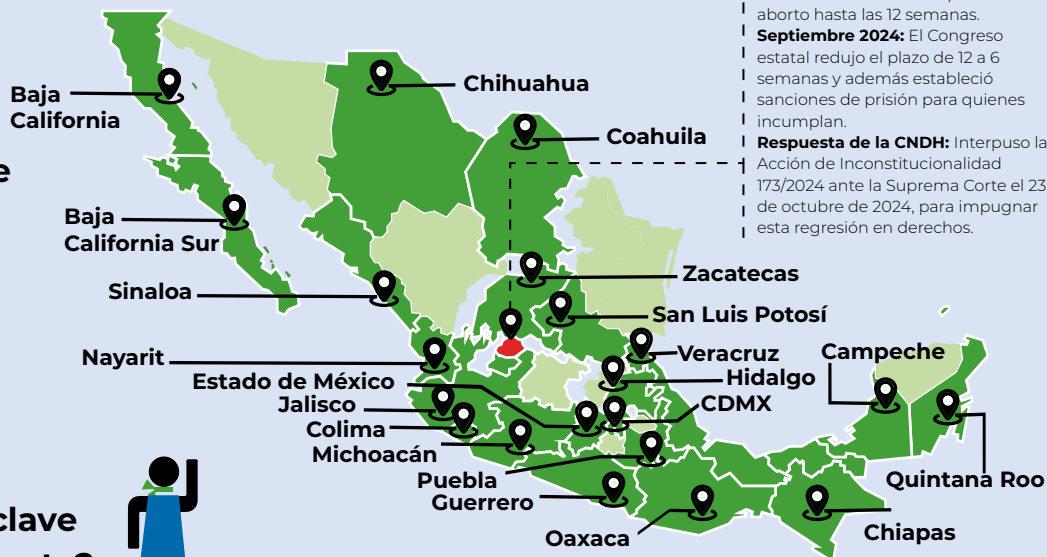 aborto hasta las 12 semanas.
Septiembre 2024: El Congreso
estatal redujo el plazo de 12 a 6
semanas y además estableció
sanciones de prisión para quienes
incumplan.
Respuesta de la CNDH: Interpuso la
Acción de Inconstitucionalidad
173/2024 ante la Suprema Corte el 23
de octubre de 2024, para impugnar
esta regresión en derechos.
Chihuahua
Baja
California
Coahuila
e
Baja
California Sur
Zacatecas
Sinaloa
San Luis Potosí
Nayarit
Veracruz
Campeche
Estado de México
Hidalgo
Jalisco
CDMX
Colima
Michoacán
Puebla
Quintana Roo
Guerrero
Oaxaca
Chiapas
clave